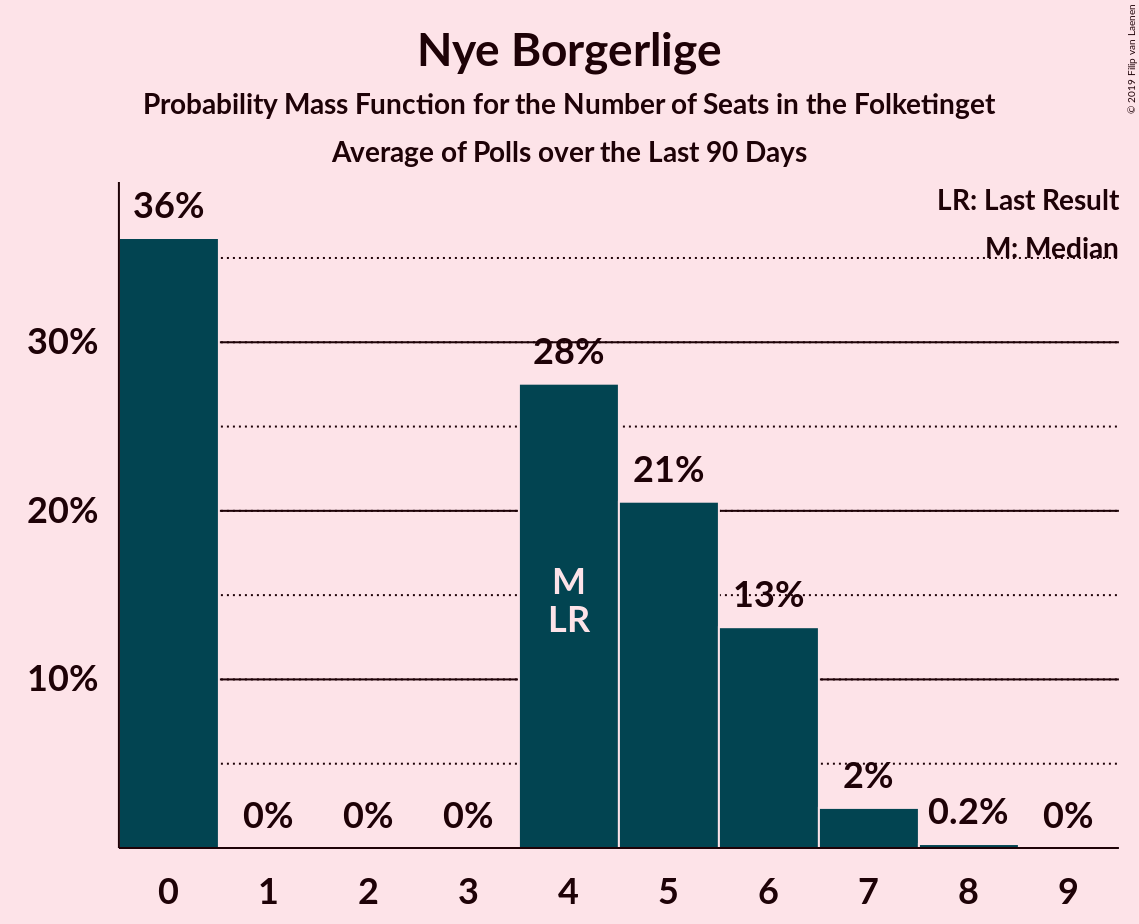 Nye Borgerlige
Probability Mass Function for the Number of Seats in the Folketinget
Average of Polls over the Last 90 Days
© 2019 Filip van Laenen
LR: Last Result
M: Median
36%
28%
21%
13%
2%
0.2%
0%
0%
0%
0%
M
LR
30%
20%
10%
0 1 2 3 4 5 6 7 8 9